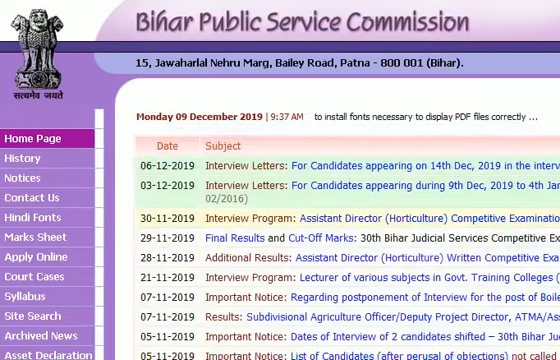 Bihar Public Service Commission
सत्यमेव जयते
15, Jawaharlal Nehru Marg, Bailey Road, Patna - 800 001 (Bihar).
Monday 09 December 2019 | 9:37 AM to install fonts necessary to display PDF files correctly ...
Home Page
History
Notices
Contact Us
Hindi Fonts
Marks Sheet
Apply Online
Court Cases
Syllabus
Site Search
Archived News
Asset Declaration
Date Subject
06-12-2019 Interview Letters: For Candidates appearing on 14th Dec, 2019 in the interv
03-12-2019 Interview Letters: For Candidates appearing during 9th Dec, 2019 to 4th Jan
02/2016)
30-11-2019 Interview Program: Assistant Director (Horticulture) Competitive Examinatio
29-11-2019 Final Results and Cut-Off Marks: 30th Bihar Judicial Services Competitive Ex
28-11-2019 Additional Results: Assistant Director (Horticulture) Written Competitive Ex
21-11-2019 Interview Program: Lecturer of various subjects in Govt. Training Colleges (
07-11-2019 Important Notice: Regarding postponement of Interview for the post of Boile
07-11-2019 Results: Subdivisional Agriculture Officer/Deputy Project Director, ATMA/Ass
05-11-2019 Important Notice: Dates of Interview of 2 candidates shifted – 30th Bihar Ju
05-11-2019 Important Notice: List of Candidates (after perusal of objections) not called